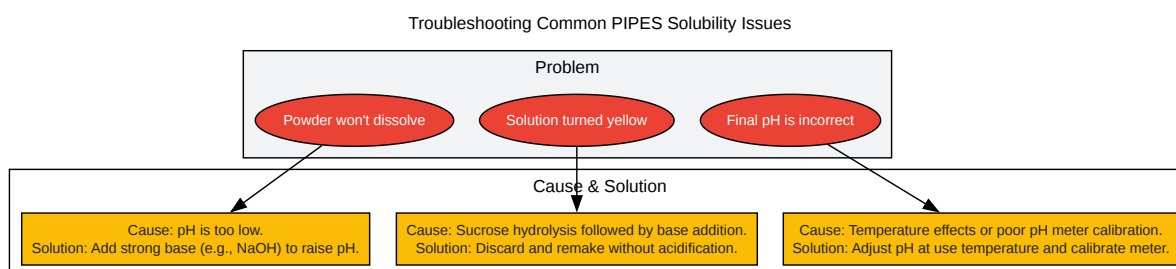 Troubleshooting Common PIPES Solubility Issues
Problem
Powder won't dissolve
Solution turned yellow
Final pH is incorrect
Cause & Solution
Cause: pH is too low.
Solution: Add strong base (e.g., NaOH) to raise pH.
Cause: Sucrose hydrolysis followed by base addition.
Solution: Discard and remake without acidification.
Cause: Temperature effects or poor pH meter calibration.
Solution: Adjust pH at use temperature and calibrate meter.